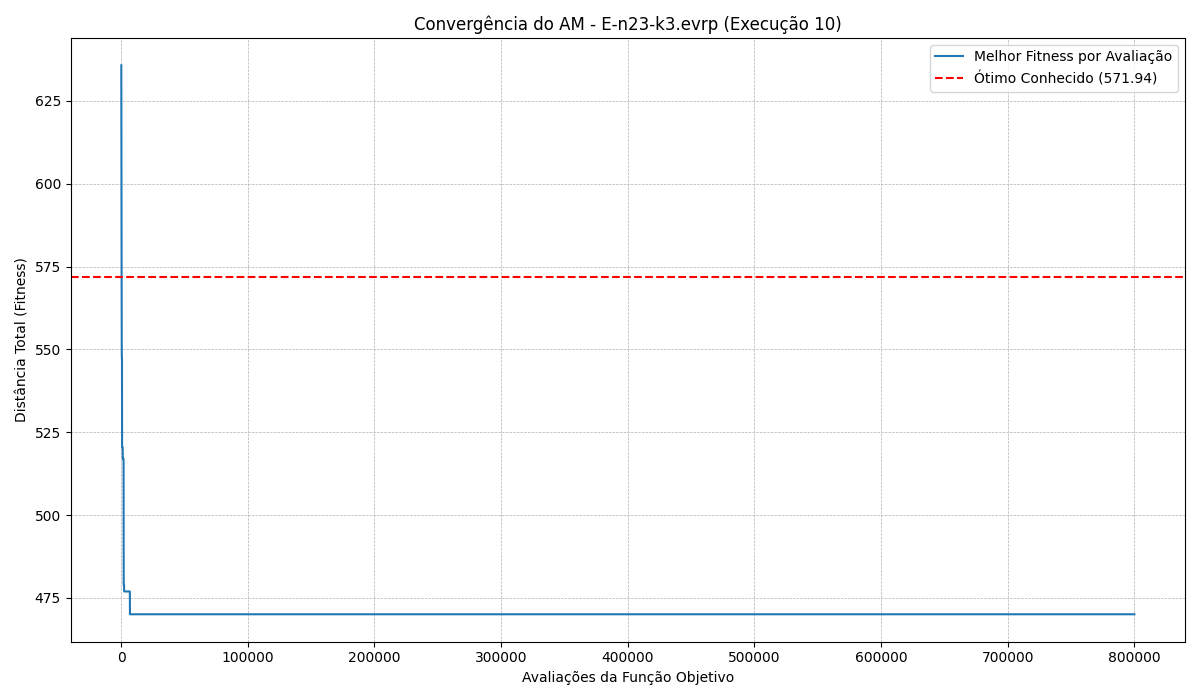 Convergência do AM - E-n23-k3.evrp (Execução 10)
Melhor Fitness por Avaliação
Ótimo Conhecido (571.94)
Distância Total (Fitness)
625
600
575
550
525
500
475
0 100000 200000 300000 400000 500000 600000 700000 800000
Avaliações da Função Objetivo